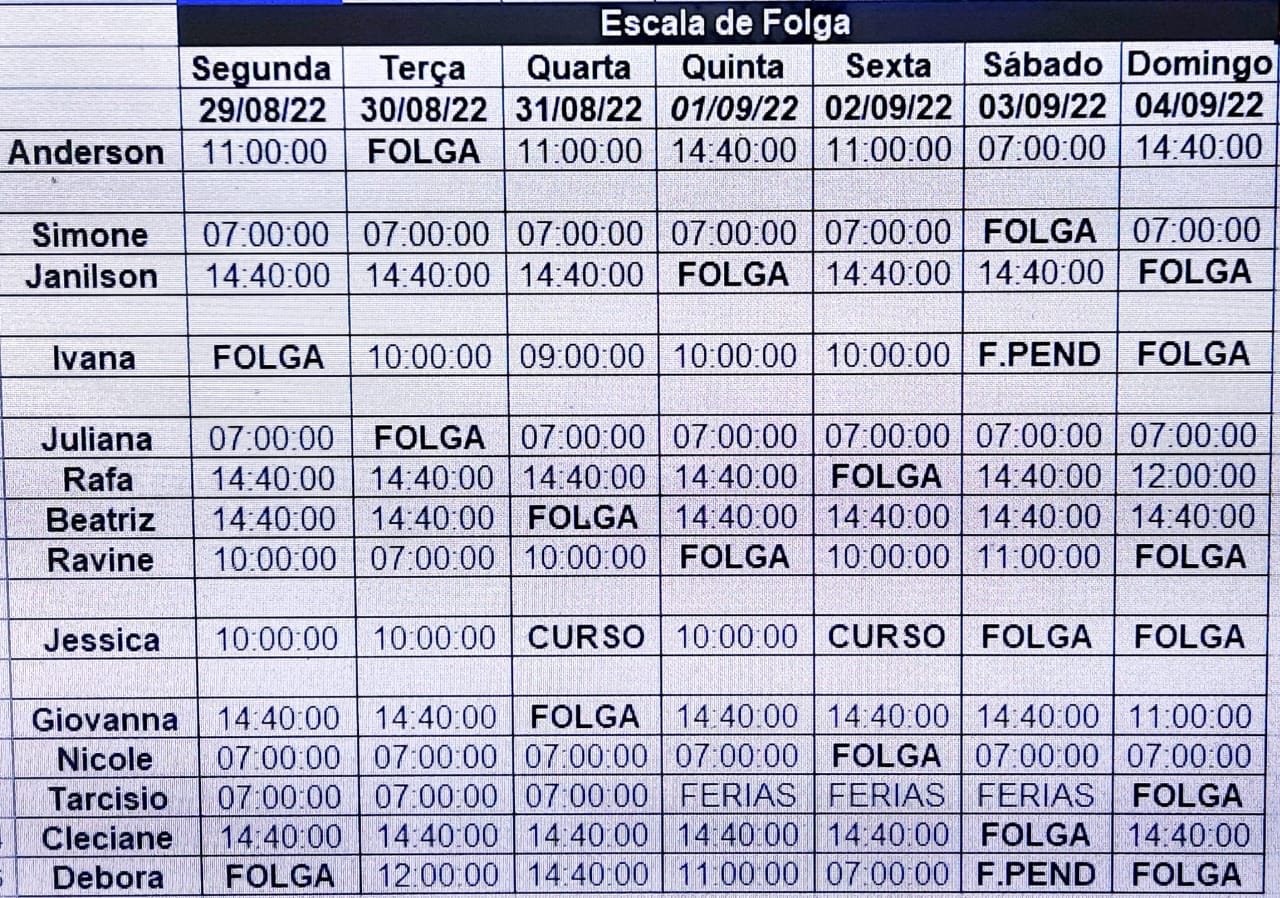 Escala de Folga
Segunda Terça Quarta Quinta Sexta Sábado Domingo
29/08/22 30/08/22 31/08/22 01/09/22 02/09/22 03/09/22 04/09/22
Anderson 11:00:00 FOLGA 11:00:00 14:40:00 11:00:00 07:00:00 14:40:00
Simone 07:00:00 07:00:00 07:00:00 07:00:00 07:00:00 FOLGA 07:00:00
Janilson 14:40:00 14:40:00 14:40:00 FOLGA 14:40:00 14:40:00 FOLGA
Ivana FOLGA 10:00:00 09:00:00 10:00:00 10:00:00 F.PEND FOLGA
Juliana 07:00:00 FOLGA 07:00:00 07:00:00 07:00:00 07:00:00 07:00:00
Rafa 14:40:00 14:40:00 14:40:00 14:40:00 FOLGA 14:40:00 12:00:00
Beatriz 14:40:00 14:40:00 FOLGA 14:40:00 14:40:00 14:40:00 14:40:00
Ravine 10:00:00 07:00:00 10:00:00 FOLGA 10:00:00 11:00:00 FOLGA
Jessica 10:00:00 10:00:00 CURSO 10:00:00 CURSO FOLGA FOLGA
Giovanna 14:40:00 14:40:00 FOLGA 14:40:00 14:40:00 14:40:00 11:00:00
Nicole 07:00:00 07:00:00 07:00:00 07:00:00 FOLGA 07:00:00 07:00:00
Tarcisio 07:00:00 07:00:00 07:00:00 FERIAS FERIAS FERIAS FOLGA
Cleciane 14:40:00 14:40:00 14:40:00 14:40:00 14:40:00 FOLGA 14:40:00
Debora FOLGA 12:00:00 14:40:00 11:00:00 07:00:00 F.PEND FOLGA